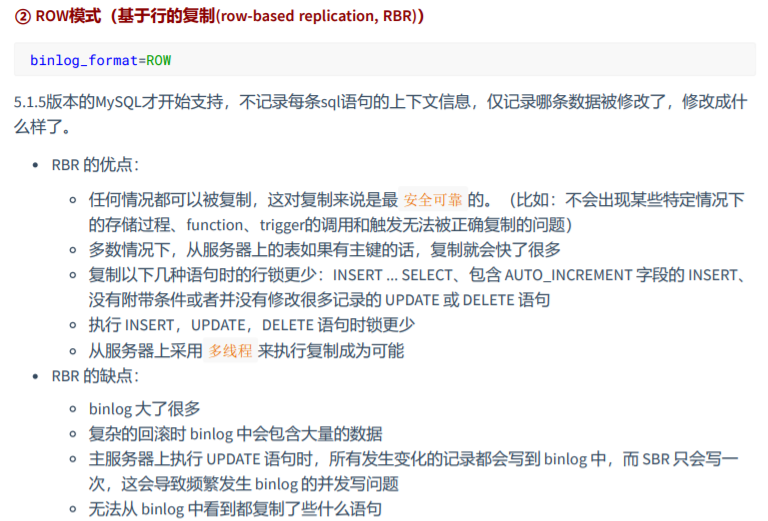 ② ROW模式（基于行的复制(row-based replication, RBR)）
binlog_format=ROW
5.1.5版本的MySQL才开始支持，不记录每条sql语句的上下文信息，仅记录哪条数据被修改了，修改成什
么样了。
• RBR 的优点：
◦ 任何情况都可以被复制，这对复制来说是最 安全可靠 的。（比如：不会出现某些特定情况下
的存储过程、function、trigger的调用和触发无法被正确复制的问题）
◦ 多数情况下，从服务器上的表如果有主键的话，复制就会快了很多
◦ 复制以下几种语句时的行锁更少：INSERT ... SELECT、包含 AUTO_INCREMENT 字段的 INSERT、
没有附带条件或者并没有修改很多记录的 UPDATE 或 DELETE 语句
◦ 执行 INSERT，UPDATE，DELETE 语句时锁更少
◦ 从服务器上采用 多线程 来执行复制成为可能
• RBR 的缺点：
◦ binlog 大了很多
◦ 复杂的回滚时 binlog 中会包含大量的数据
◦ 主服务器上执行 UPDATE 语句时，所有发生变化的记录都会写到 binlog 中，而 SBR 只会写一
次，这会导致频繁发生 binlog 的并发写问题
◦ 无法从 binlog 中看到都复制了些什么语句